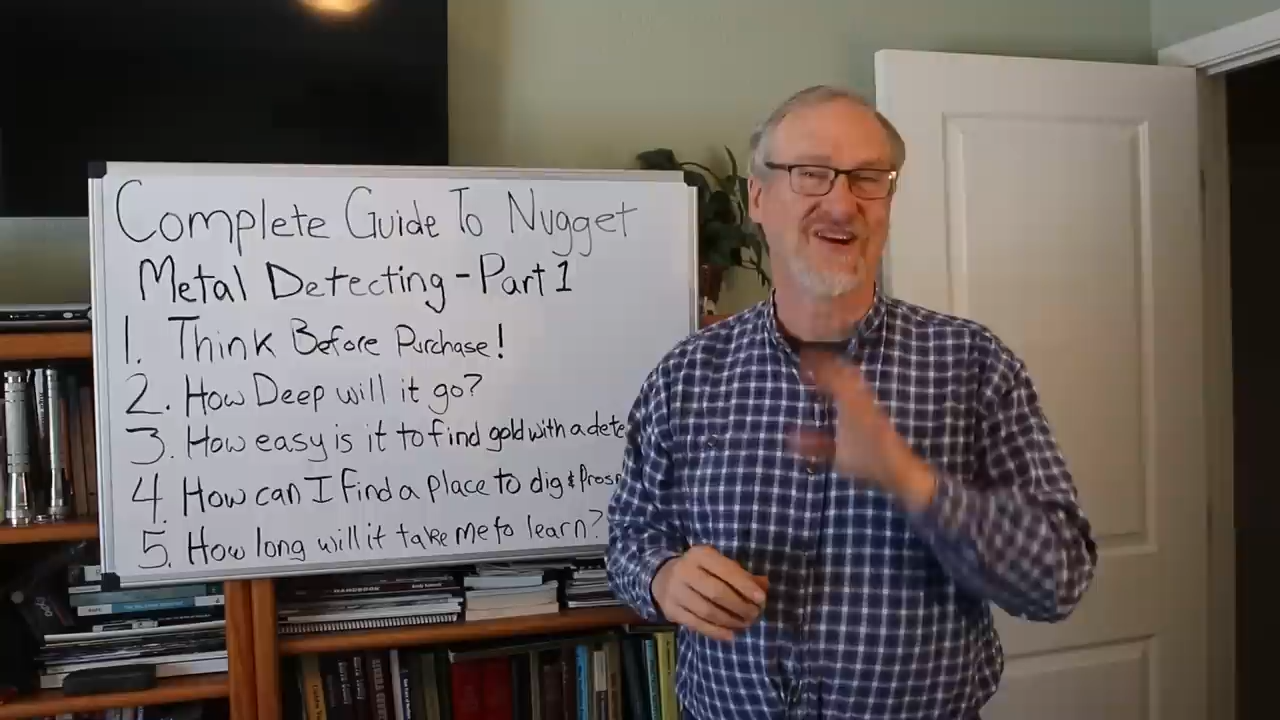 Complete Guide To Nugget
Metal Detecting - Part 1
1. Think Before Purchase!
2. How Deep will it go?
3. How easy is it to find gold with a dete
4. How can I find a place to dig & Prosp
5. How long will it take me to learn?